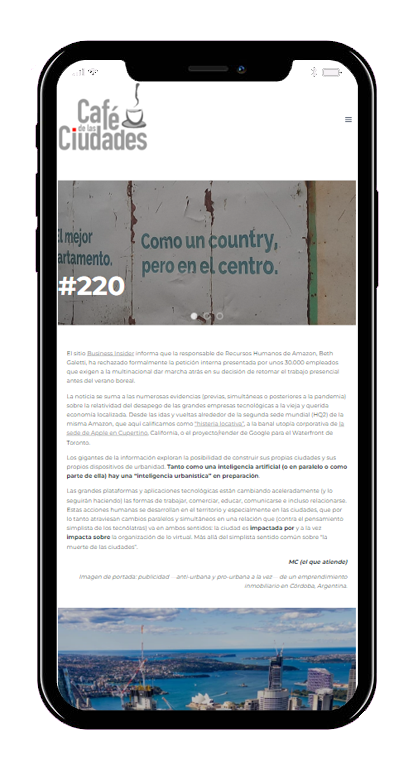 Café
de las
Ciudades
el mejor
artamento.
Como un country,
pero en el centro.
#220
El sitio Business Insider informa que la responsable de Recursos Humanos de Amazon, Beth
Galetti, ha rechazado formalmente la petición interna presentada por unos 30.000 empleados
que exigen a la multinacional dar marcha atrás en su decisión de retomar el trabajo presencial
antes del verano boreal.
La noticia se suma a las numerosas evidencias (previas, simultáneas o posteriores a la pandemia)
sobre la relatividad del despegue de las grandes empresas tecnológicas a la vieja y querida
economía localizada. Desde las idas y vueltas alrededor de la segunda sede mundial (HQ2) de la
misma Amazon, que aquí calificamos como "histeria locativa", a la banal utopía corporativa de la
sede de Apple en Cupertino, California, o el proyecto/render de Google para el Waterfront de
Toronto.
Los gigantes de la información exploran la posibilidad de construir sus propias ciudades y sus
propios dispositivos de urbanidad. Tanto como una inteligencia artificial (o en paralelo o como
parte de ella) hay una "inteligencia urbanística" en preparación.
Las grandes plataformas y aplicaciones tecnológicas están cambiando aceleradamente (y lo
seguirán haciendo) las formas de trabajar, comerciar, educar, comunicarse e incluso relacionarse.
Estas acciones humanas se desarrollan en el territorio y especialmente en las ciudades, que por
lo tanto atraviesan cambios paralelos y simultáneos en una relación que (contra el pensamiento
simplista de los tecnólatras) va en ambos sentidos: la ciudad es impactada por y a la vez
impacta sobre la organización de lo virtual. Más allá del simplista sentido común sobre "la
muerte de las ciudades".
MC (el que atiende)
Imagen de portada: publicidad - anti-urbana y pro-urbana a la vez - de un emprendimiento
inmobiliario en Córdoba, Argentina.